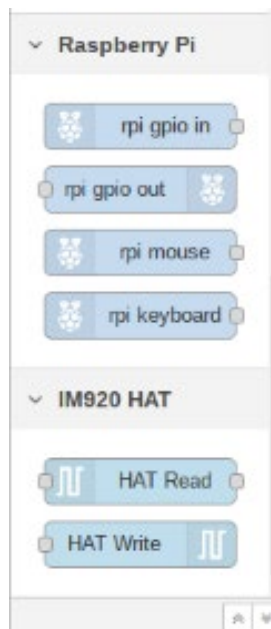 Raspberry Pi
rpi gpio in
rpi gpio out
rpi mouse
rpi keyboard
IM920 HAT
HAT Read
HAT Write